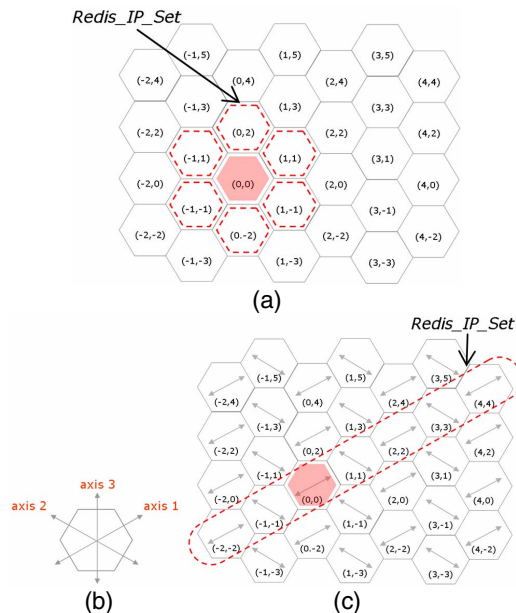 Redis_IP_Set
(-1,5) (1,5) (3,5)
(-2,4) (0,4) (2,4) (4,4)
(-1,3) (1,3) (3,3)
(-2,2) (0,2) (2,2) (4,2)
(-1,1) (1,1) (3,1)
(-2,0) (0,0) (2,0) (4,0)
(-1,-1) (1,-1) (3,-1)
(-2,-2) (0.-2) (2,-2) (4,-2)
(-1,-3) (1,-3) (3,-3)
(a)
axis 3
axis 2 axis 1
(b)
Redis_IP_Set
(-1,5) (1,5) (3,5)
(-2,4) (0,4) (2,4) (4,4)
(-1,3) (1,3) (3,3)
(-2,2) (0,2) (2,2) (4,2)
(-1,1) (1,1) (3,1)
(-2,0) (0,0) (2,0) (4,0)
(-1,-1) (1,-1) (3,-1)
(-2,-2) (0.-2) (2,-2) (4,-2)
(-1,-3) (1,-3) (3,-3)
(c)